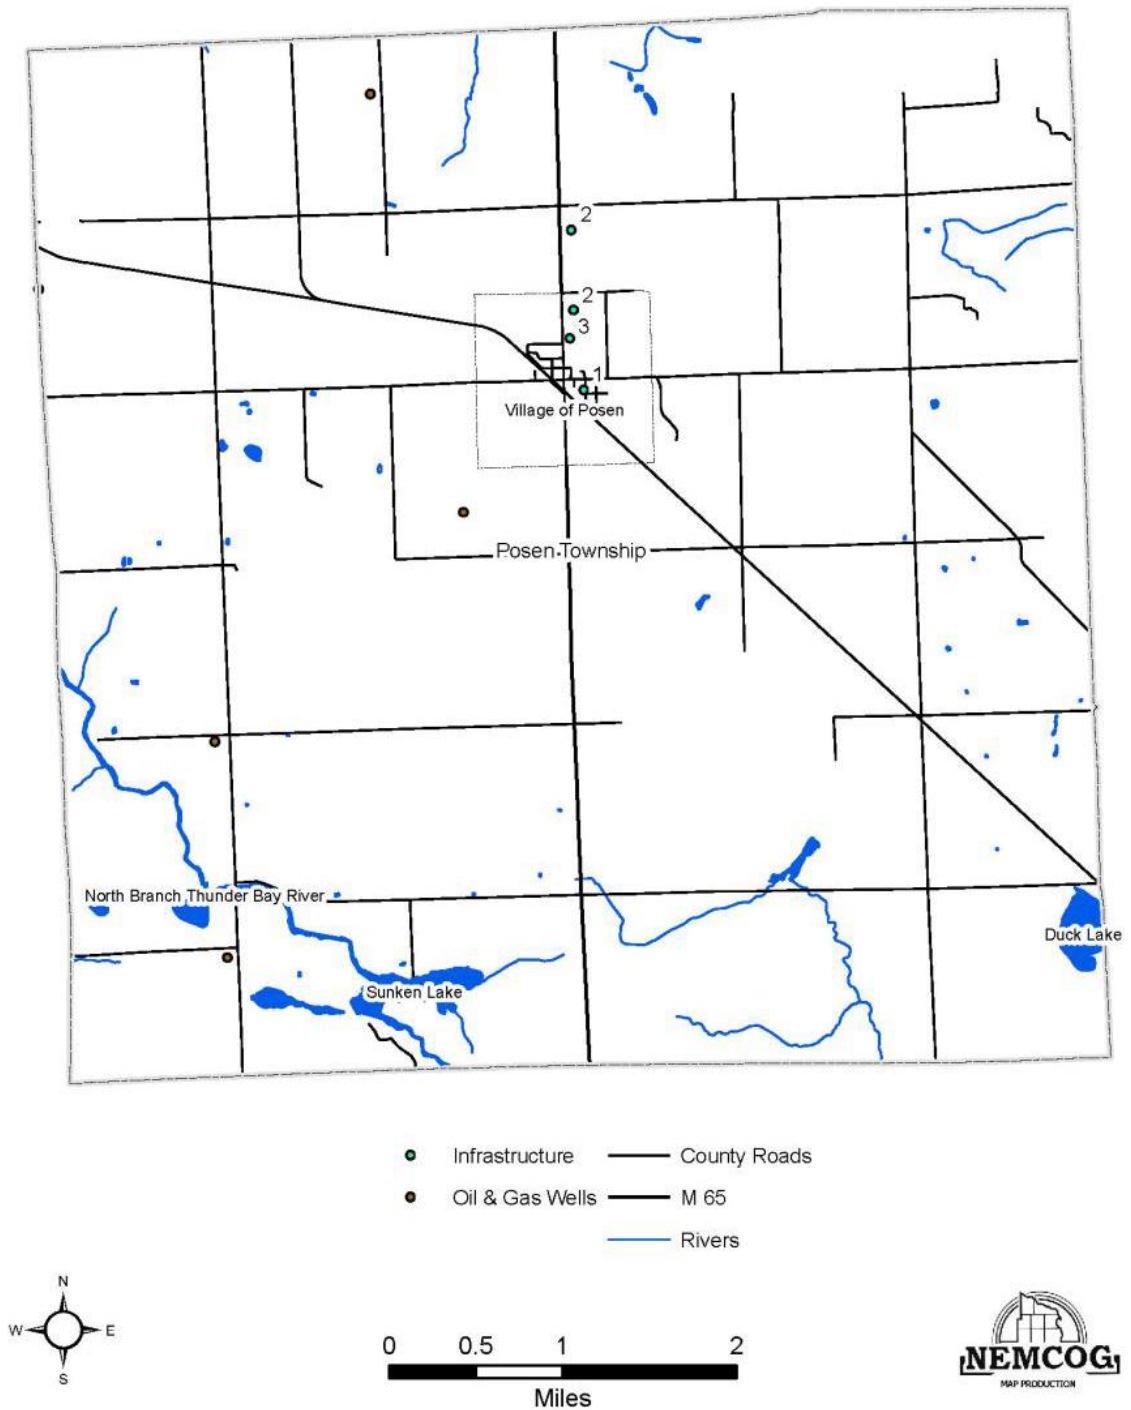 2
2
3
1
Village of Posen
Posen Township
North Branch Thunder Bay River
Duck Lake
Sunken Lake
Infrastructure
County Roads
Oil & Gas Wells
M 65
Rivers
N
W
E
S
0 0.5 1 2
Miles
NEMCOG
MAP PRODUCTION